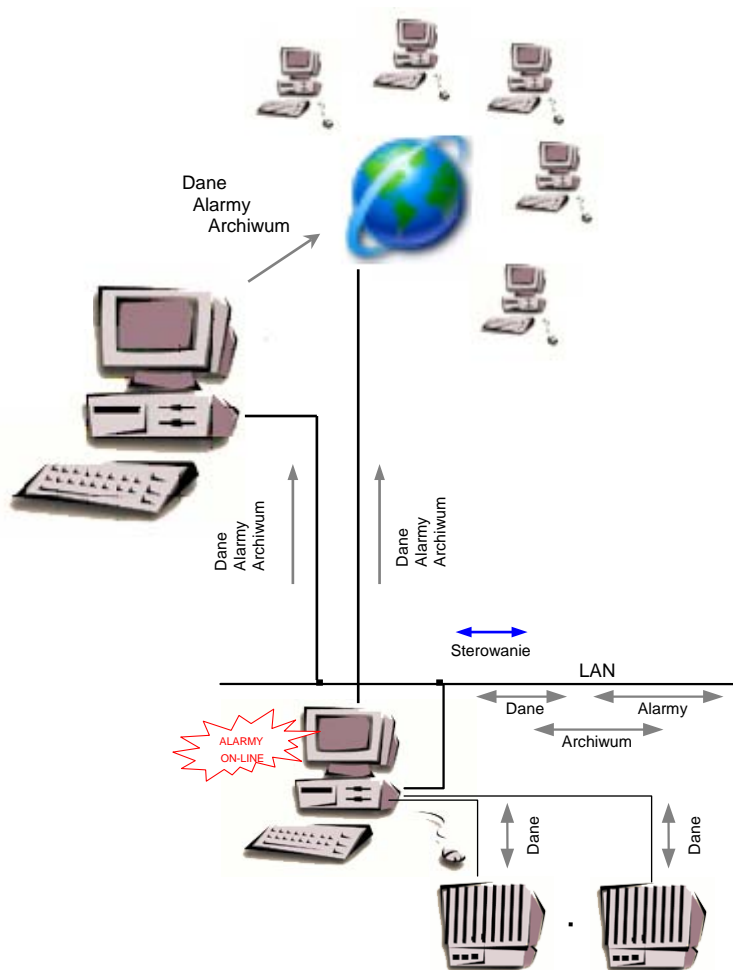 Dane
Alarmy
Archiwum
Dane
Alarmy
Archiwum
Dane
Alarmy
Archiwum
Sterowanie
LAN
Dane
Alarmy
Archiwum
ALARMY
ON-LINE
Dane
Dane